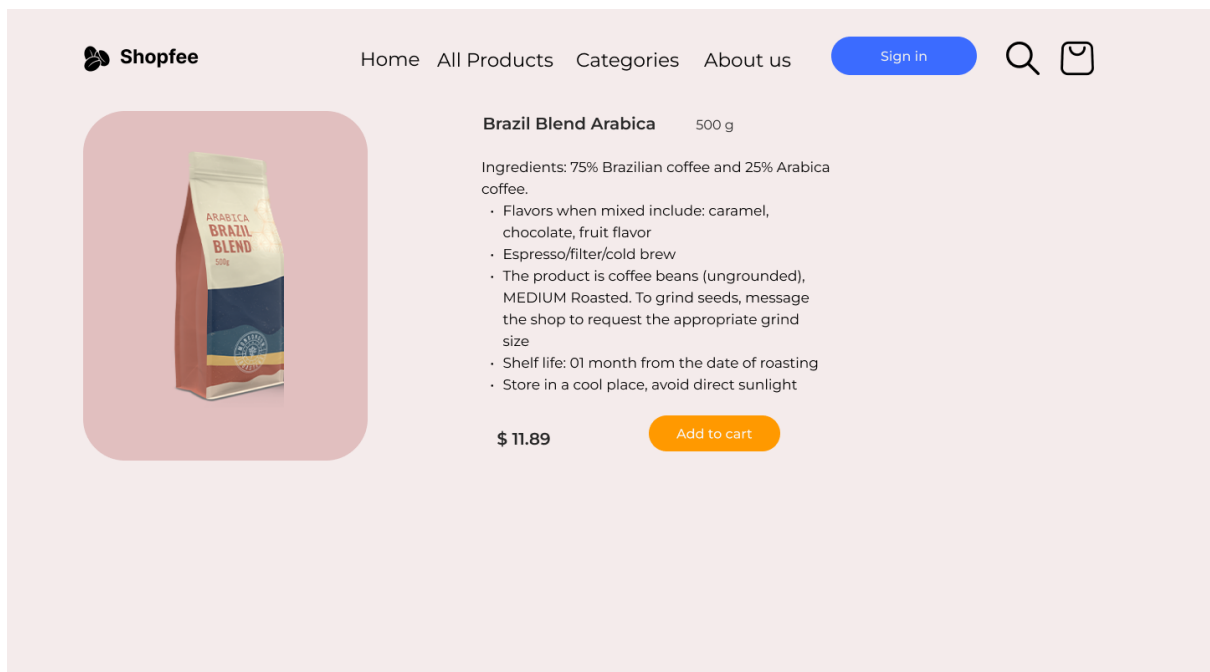 Shopfee
Home All Products Categories About us Sign in
Brazil Blend Arabica 500 g
Ingredients: 75% Brazilian coffee and 25% Arabica
coffee.
• Flavors when mixed include: caramel,
chocolate, fruit flavor
• Espresso/filter/cold brew
• The product is coffee beans (ungrounded),
MEDIUM Roasted. To grind seeds, message
the shop to request the appropriate grind
size
• Shelf life: 01 month from the date of roasting
• Store in a cool place, avoid direct sunlight
$ 11.89 Add to cart
ARABICA
BRAZIL
BLEND
500g